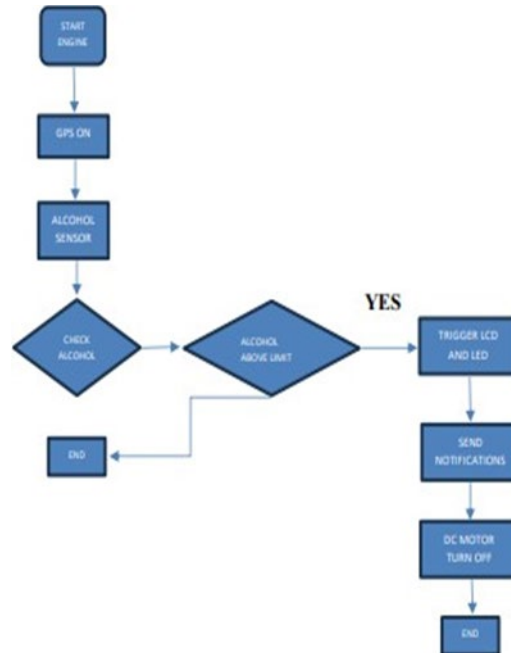 START
ENGINE
GPS ON
ALCOHOL
SENSOR
CHECK
ALCOHOL
ALCOHOL
ABOVE LIMIT
YES
TRIGGER LCD
AND LED
END
SEND
NOTIFICATIONS
DC MOTOR
TURN OFF
END